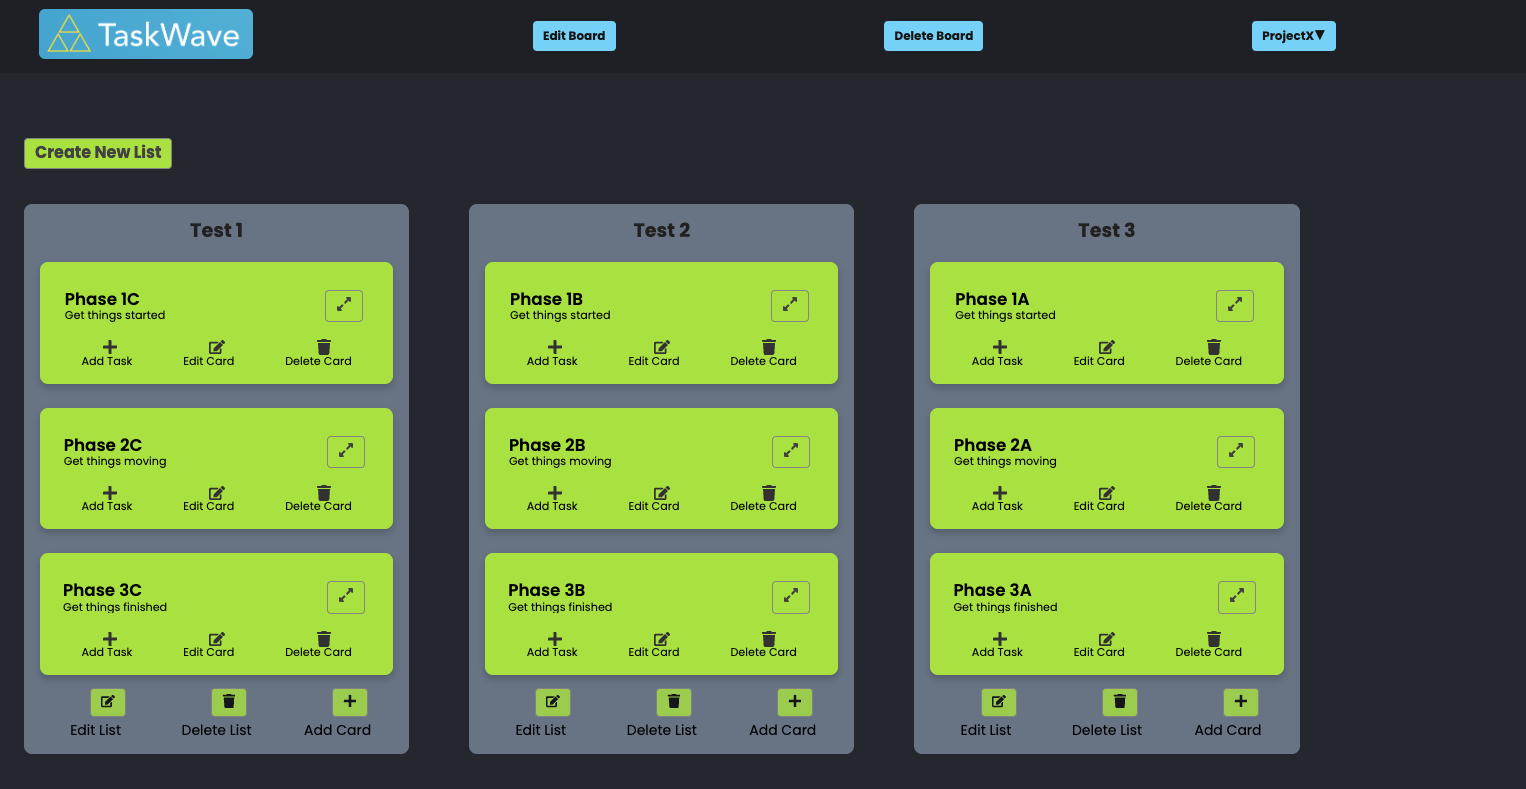 TaskWave
Edit Board
Delete Board
ProjectX▼
Create New List
Test 1
Phase 1C
Get things started
Add Task
Edit Card
Delete Card
Phase 2C
Get things moving
Add Task
Edit Card
Delete Card
Phase 3C
Get things finished
Add Task
Edit Card
Delete Card
Edit List
Delete List
Add Card
Test 2
Phase 1B
Get things started
Add Task
Edit Card
Delete Card
Phase 2B
Get things moving
Add Task
Edit Card
Delete Card
Phase 3B
Get things finished
Add Task
Edit Card
Delete Card
Edit List
Delete List
Add Card
Test 3
Phase 1A
Get things started
Add Task
Edit Card
Delete Card
Phase 2A
Get things moving
Add Task
Edit Card
Delete Card
Phase 3A
Get things finished
Add Task
Edit Card
Delete Card
Edit List
Delete List
Add Card